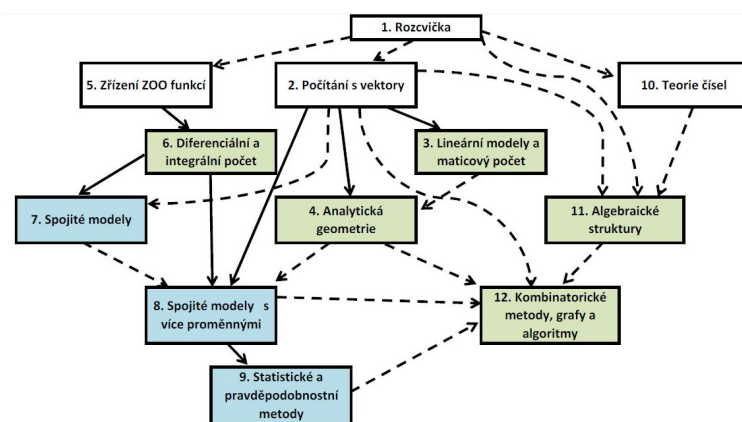 1. Rozcvička
5. Zřízení ZOO funkcí
2. Počítání s vektory
10. Teorie čísel
6. Diferenciální a
integrální počet
3. Lineární modely a
maticový počet
7. Spojité modely
4. Analytická
geometrie
11. Algebraické
struktury
8. Spojité modely s
více proměnnými
12. Kombinatorické
metody, grafy a
algoritmy
9. Statistické a
pravděpodobnostní
metody